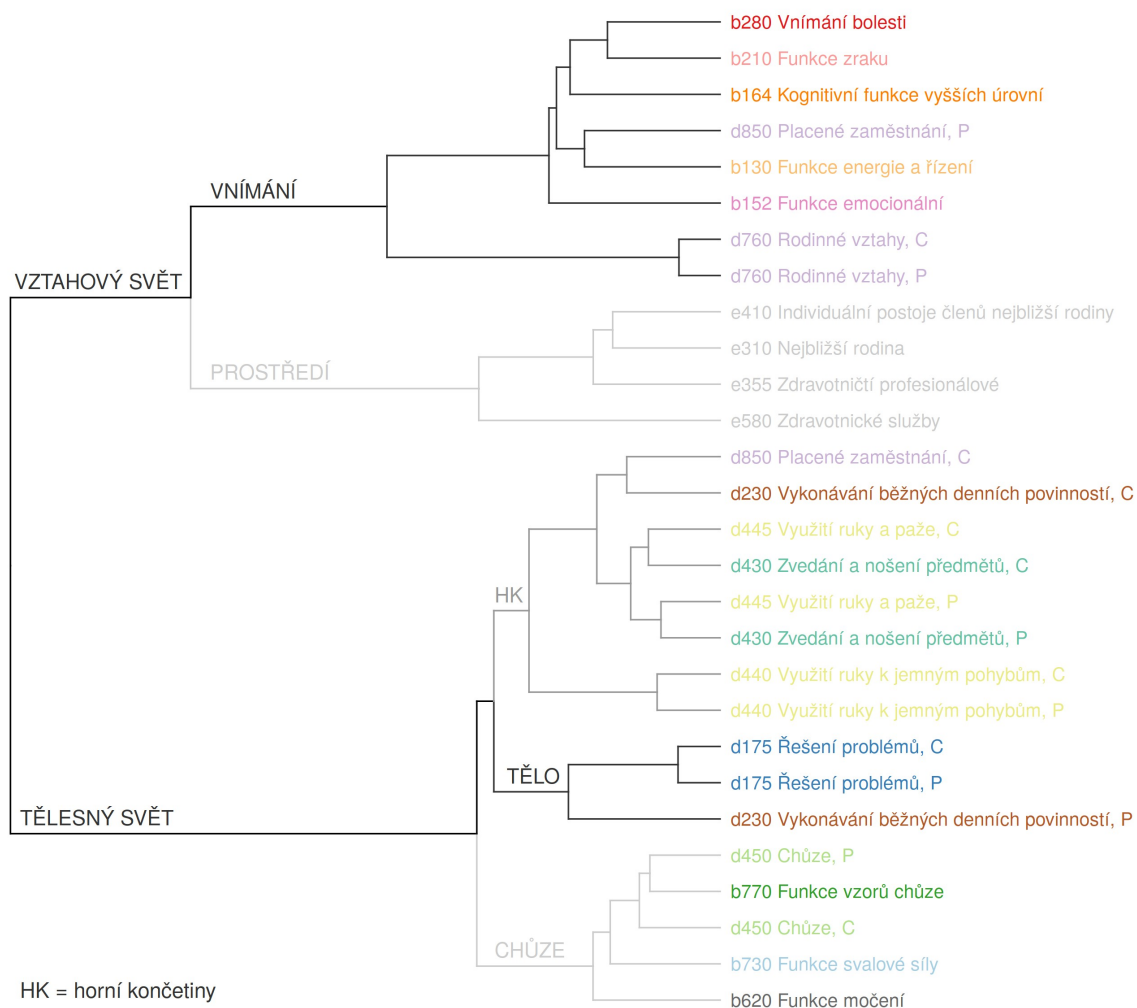 b280 Vnímání bolesti
b210 Funkce zraku
b164 Kognitivní funkce vyšších úrovní
d850 Placené zaměstnání, P
b130 Funkce energie a řízení
VNÍMÁNÍ
b152 Funkce emocionální
d760 Rodinné vztahy, C
VZTAHOVÝ SVĚT
d760 Rodinné vztahy, P
e410 Individuální postoje členů nejbližší rodiny
e310 Nejbližší rodina
PROSTŘEDÍ
e355 Zdravotničtí profesionálové
e580 Zdravotnické služby
d850 Placené zaměstnání, C
d230 Vykonávání běžných denních povinností, C
d445 Využití ruky a paže, C
d430 Zvedání a nošení předmětů, C
HK
d445 Využití ruky a paže, P
d430 Zvedání a nošení předmětů, P
d440 Využití ruky k jemným pohybům, C
d440 Využití ruky k jemným pohybům, P
d175 Řešení problémů, C
TĚLO
d175 Řešení problémů, P
TĚLESNÝ SVĚT
d230 Vykonávání běžných denních povinností, P
d450 Chůze, P
b770 Funkce vzorů chůze
d450 Chůze, C
CHŮZE
b730 Funkce svalové síly
HK = horní končetiny
b620 Funkce močení